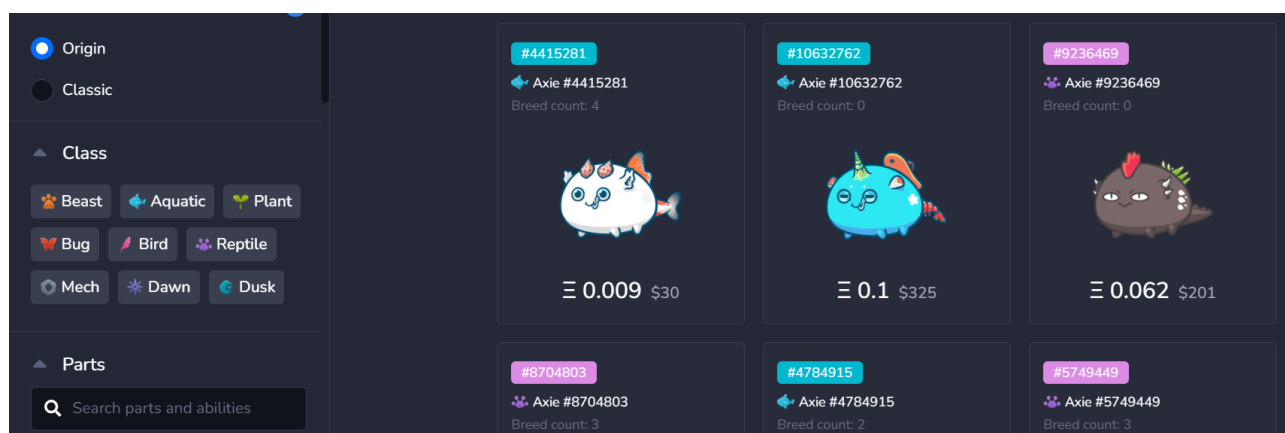 Origin
Classic
Class
Beast
Aquatic
Plant
Bug
Bird
Reptile
Mech
Dawn
Dusk
Parts
Search parts and abilities
#4415281
Axie #4415281
Breed count: 4
Ξ 0.009 $30
#10632762
Axie #10632762
Breed count: 0
Ξ 0.1 $325
#9236469
Axie #9236469
Breed count: 0
Ξ 0.062 $201
#8704803
Axie #8704803
Breed count: 3
#4784915
Axie #4784915
Breed count: 2
#5749449
Axie #5749449
Breed count: 3